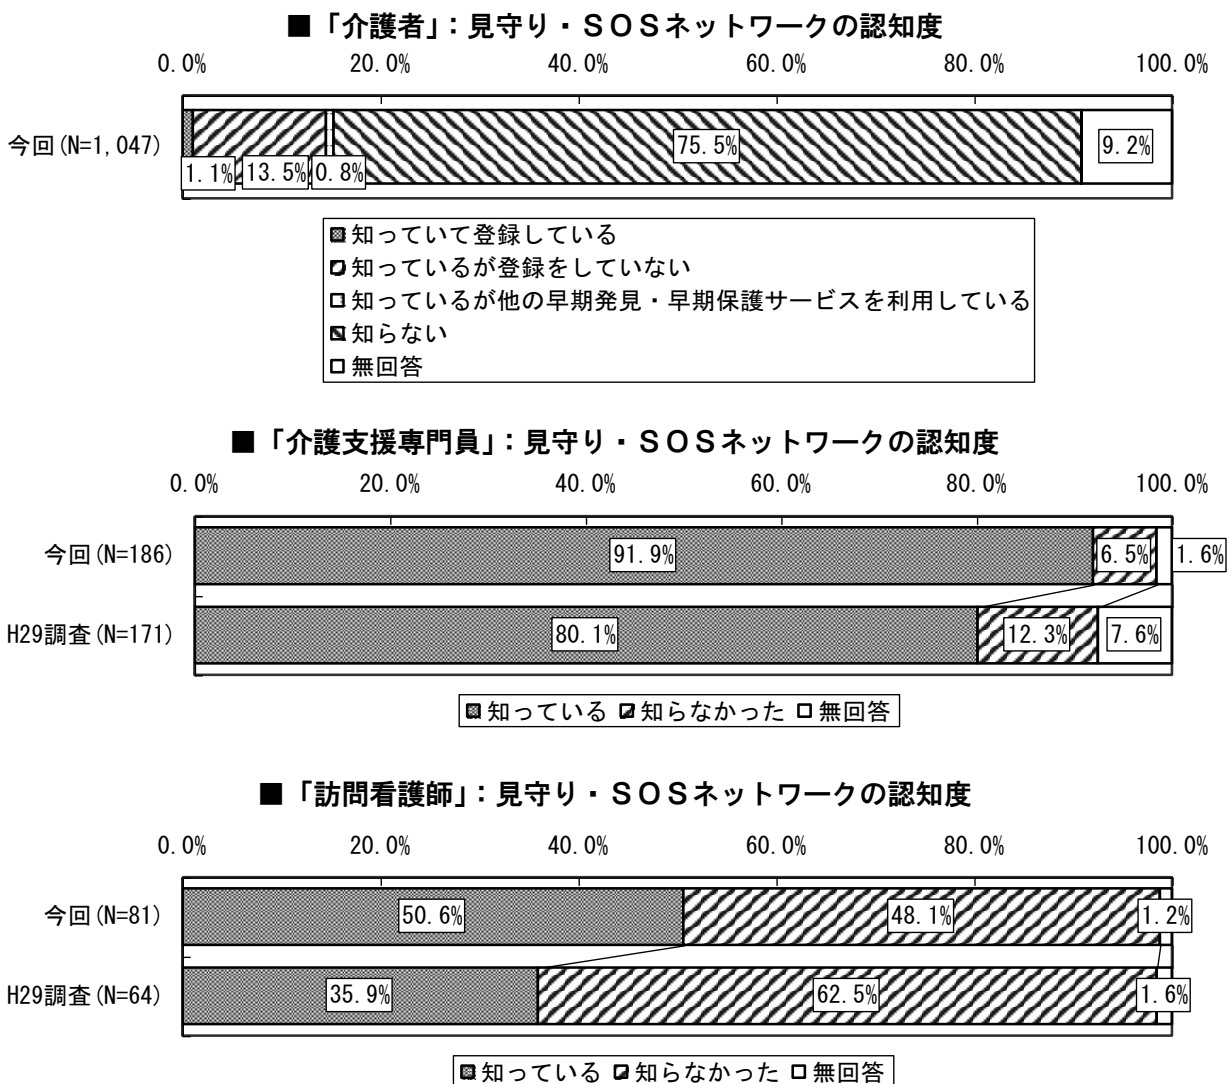 ■「介護者」：見守り・ＳＯＳネットワークの認知度
0.0% 20.0% 40.0% 60.0% 80.0% 100.0%
今回(N=1,047)
1.1% 13.5% 0.8% 75.5% 9.2%
知っていて登録している
知っているが登録をしていない
知っているが他の早期発見・早期保護サービスを利用している
知らない
無回答
■「介護支援専門員」：見守り・ＳＯＳネットワークの認知度
0.0% 20.0% 40.0% 60.0% 80.0% 100.0%
今回(N=186) 91.9% 6.5% 1.6%
H29調査(N=171) 80.1% 12.3% 7.6%
知っている 知らなかった 無回答
■「訪問看護師」：見守り・ＳＯＳネットワークの認知度
0.0% 20.0% 40.0% 60.0% 80.0% 100.0%
今回(N=81) 50.6% 48.1% 1.2%
H29調査(N=64) 35.9% 62.5% 1.6%
知っている 知らなかった 無回答